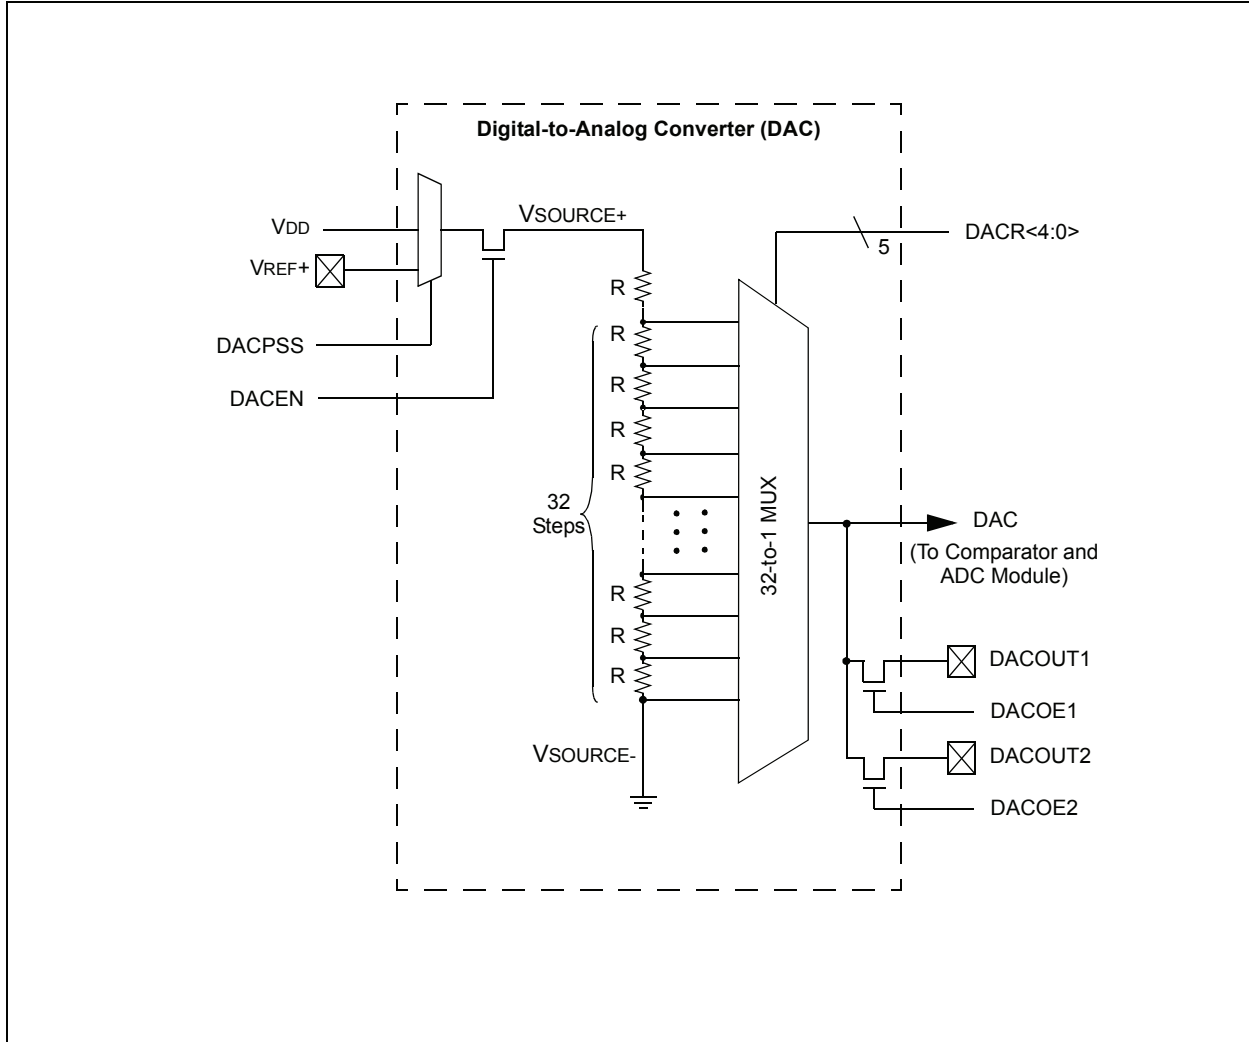 Digital-to-Analog Converter (DAC)
VDD
VSOURCE+
VREF+
5
DACR<4:0>
R
R
DACPSS
R
DACEN
R
R
32
Steps
32-to-1 MUX
DAC
(To Comparator and
ADC Module)
R
R
R
DACOUT1
DACOE1
VSOURCE-
DACOUT2
DACOE2